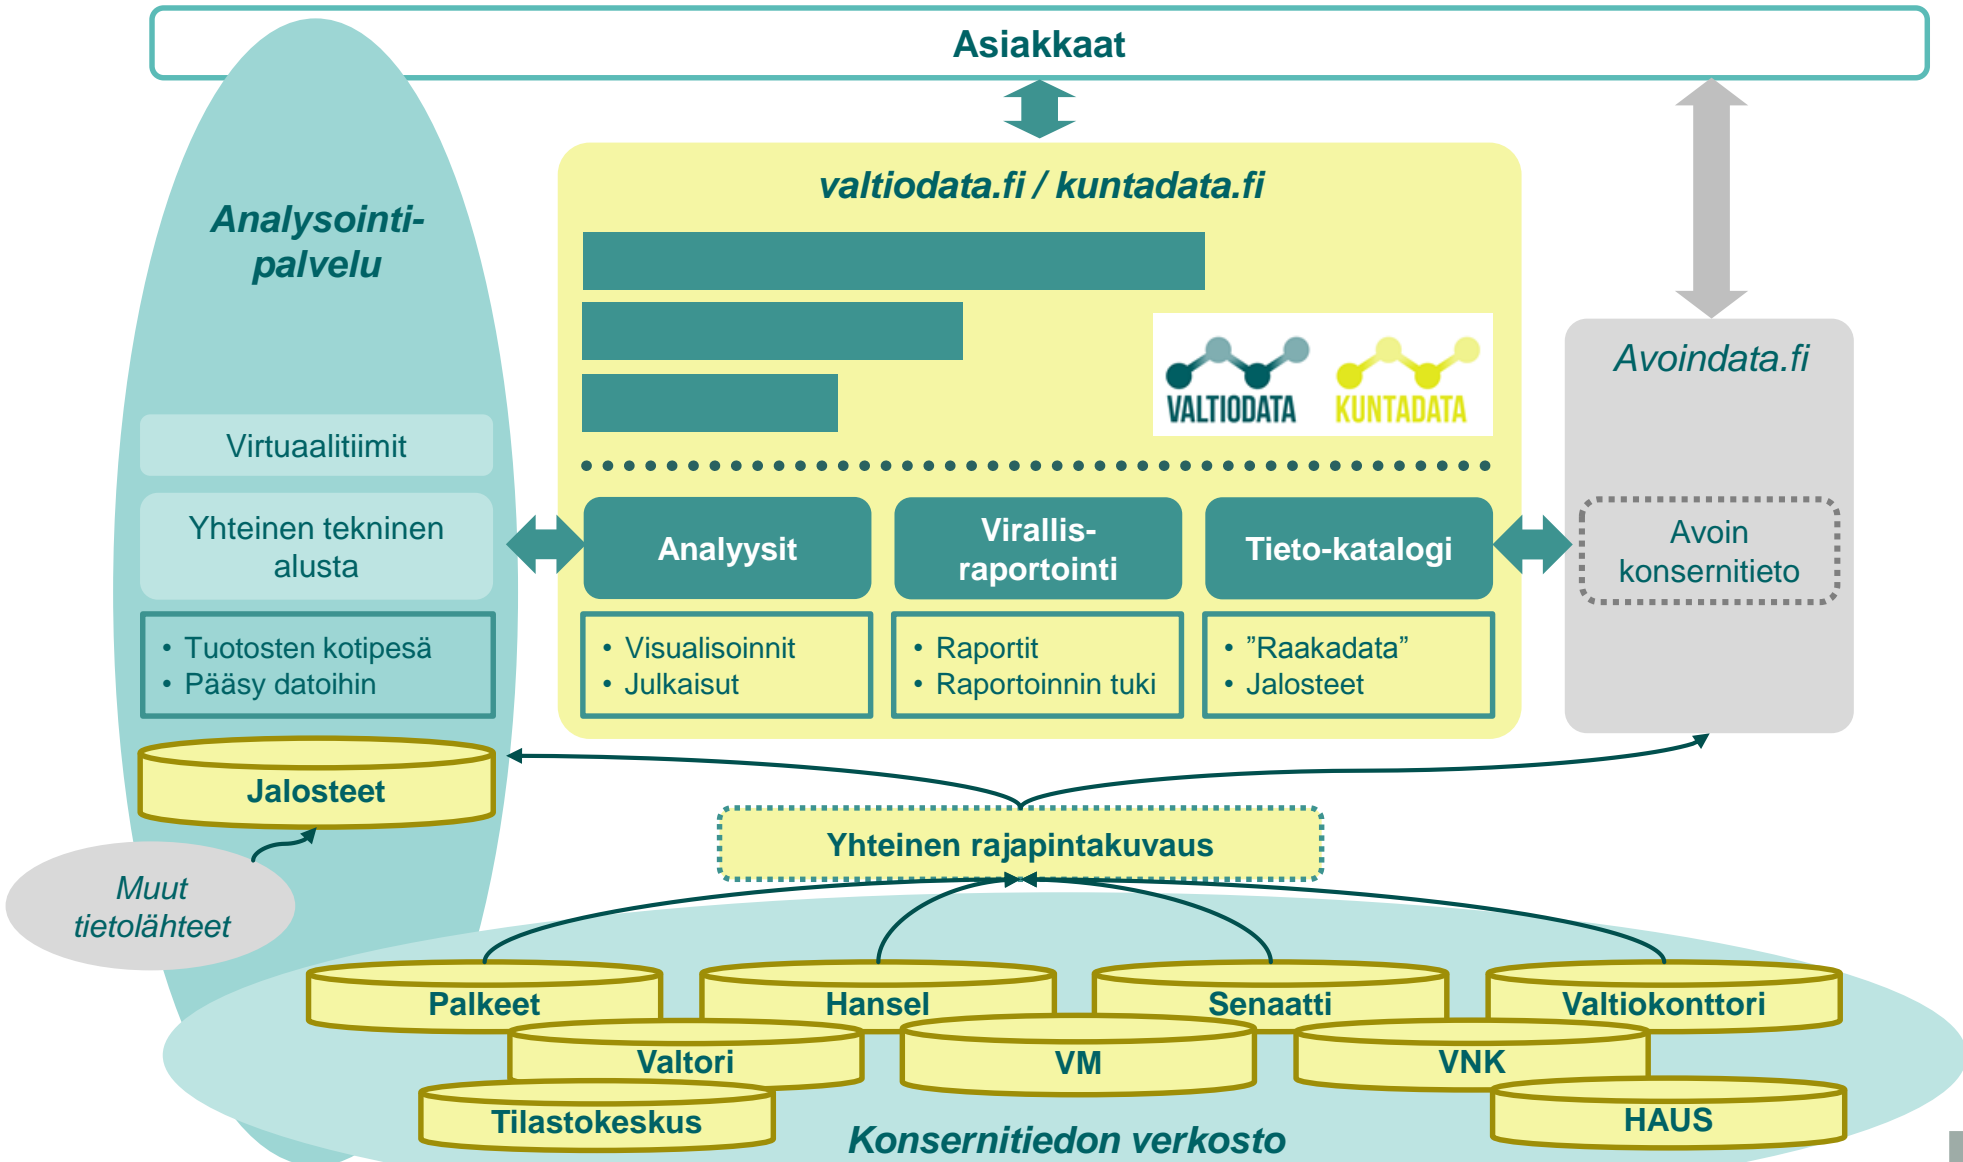 Asiakkaat
Analysointi-
palvelu
Virtuaalitiimit
Yhteinen tekninen
alusta
• Tuotosten kotipesä
• Pääsy datoihin
Jalosteet
Muut
tietolähteet
valtiodata.fi / kuntadata.fi
VALTIODATA
KUNTADATA
Analyysit
• Visualisoinnit
• Julkaisut
Virallis-
raportointi
• Raportit
• Raportoinnin tuki
Tieto-katalogi
• ”Raakadata”
• Jalosteet
Avoindata.fi
Avoin
konsernitieto
Yhteinen rajapintakuvaus
Palkeet
Hansel
Senaatti
Valtiokonttori
Valtori
VM
VNK
Tilastokeskus
HAUS
Konsernitiedon verkosto